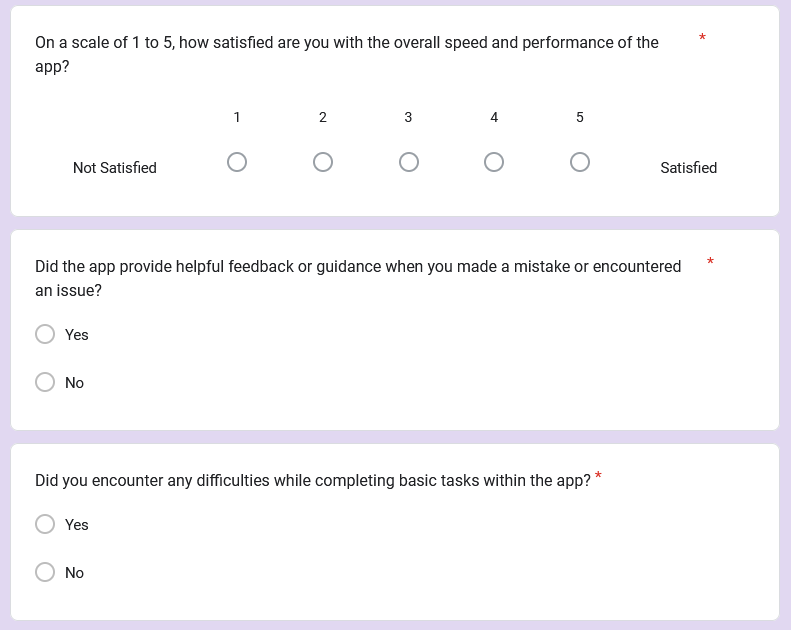 On a scale of 1 to 5, how satisfied are you with the overall speed and performance of the *
app?
1 2 3 4 5
Not Satisfied Satisfied
Did the app provide helpful feedback or guidance when you made a mistake or encountered *
an issue?
Yes
No
Did you encounter any difficulties while completing basic tasks within the app? *
Yes
No